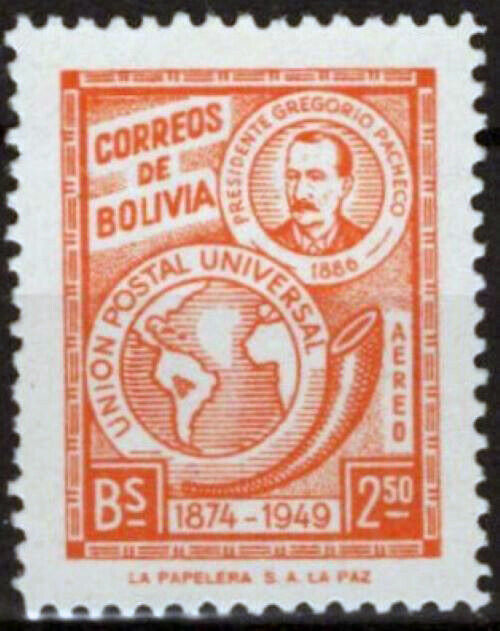 CORREOS
DE
BOLIVIA
PRESIDENTE GREGORIO PACHECO
1886
UNION POSTAL UNIVERSAL
AEREO
Bs 2.50
1874-1949
LA PAPELERA S. A. LA PAZ